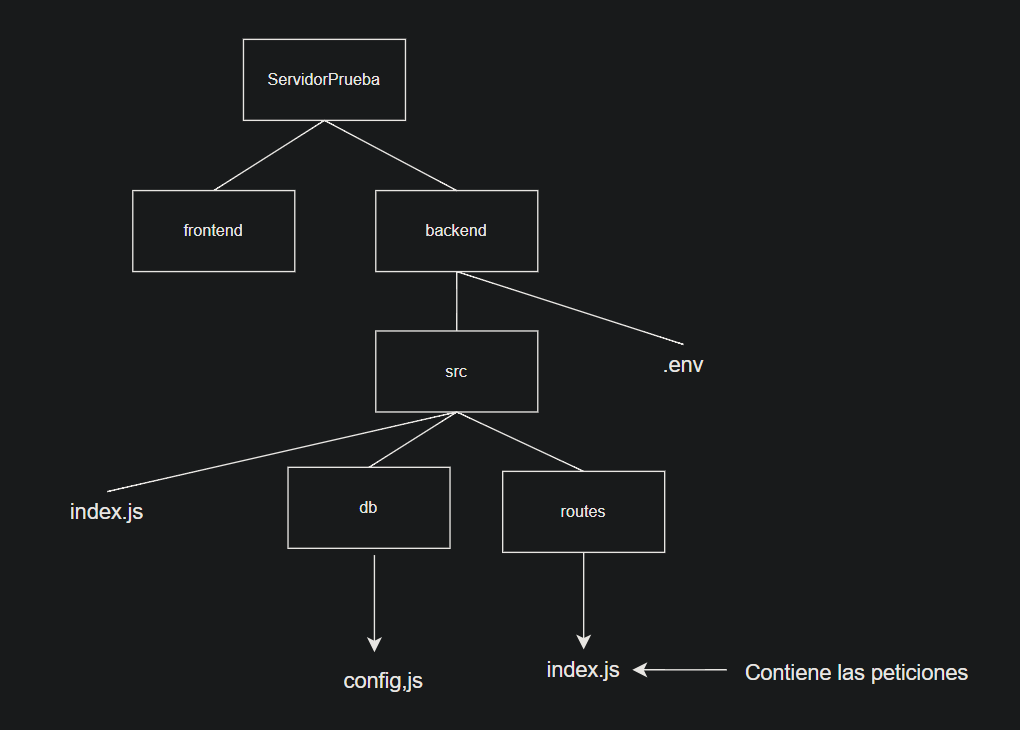 ServidorPrueba
frontend
backend
src
.env
index.js
db
routes
config,js
index.js
Contiene las peticiones